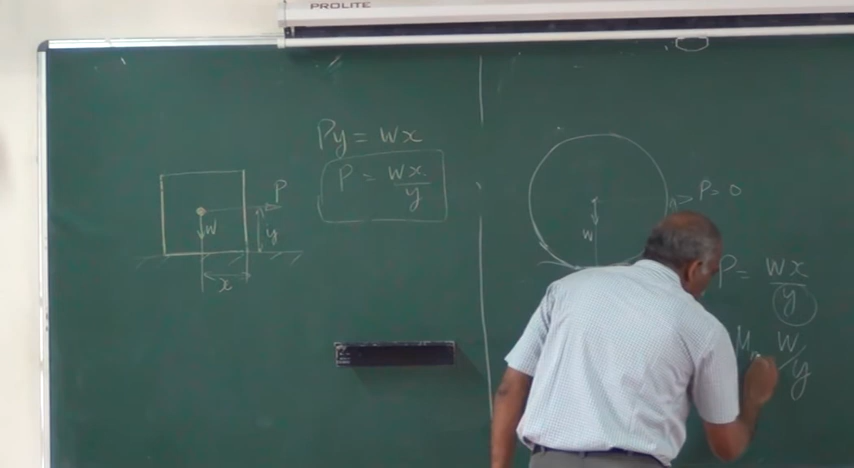 PROLITE
Py = wx
P = wx/y
P
W
y
x
P = 0
W
P = wx/y
μ W/y